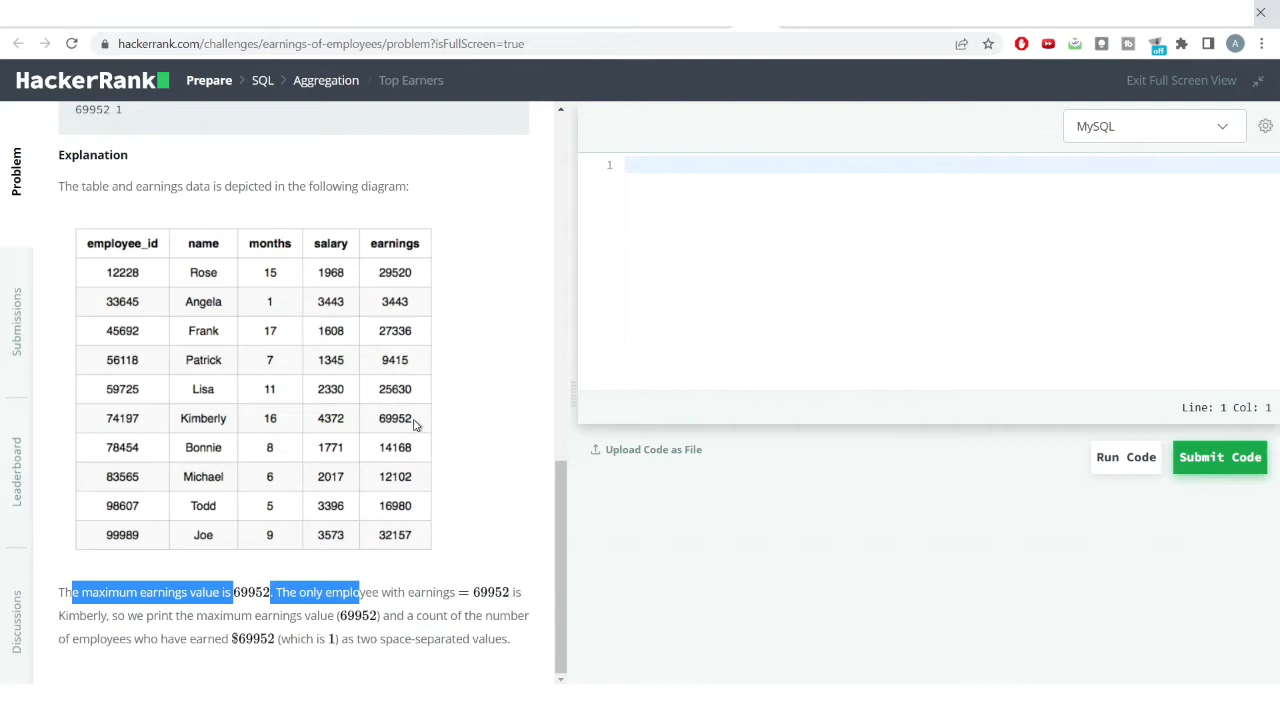 hackerrank.com/challenges/earnings-of-employees/problem?isFullScreen=true
off
A
HackerRank
Prepare > SQL > Aggregation > Top Earners
Exit Full Screen View
Problem
Submissions
Leaderboard
Discussions
69952 1
Explanation
The table and earnings data is depicted in the following diagram:
employee_id name months salary earnings
12228 Rose 15 1968 29520
33645 Angela 1 3443 3443
45692 Frank 17 1608 27336
56118 Patrick 7 1345 9415
59725 Lisa 11 2330 25630
74197 Kimberly 16 4372 69952
78454 Bonnie 8 1771 14168
83565 Michael 6 2017 12102
98607 Todd 5 3396 16980
99989 Joe 9 3573 32157
The maximum earnings value is 69952. The only employee with earnings = 69952 is
Kimberly, so we print the maximum earnings value (69952) and a count of the number
of employees who have earned $69952 (which is 1) as two space-separated values.
MySQL
1
Line: 1 Col: 1
Upload Code as File
Run Code
Submit Code